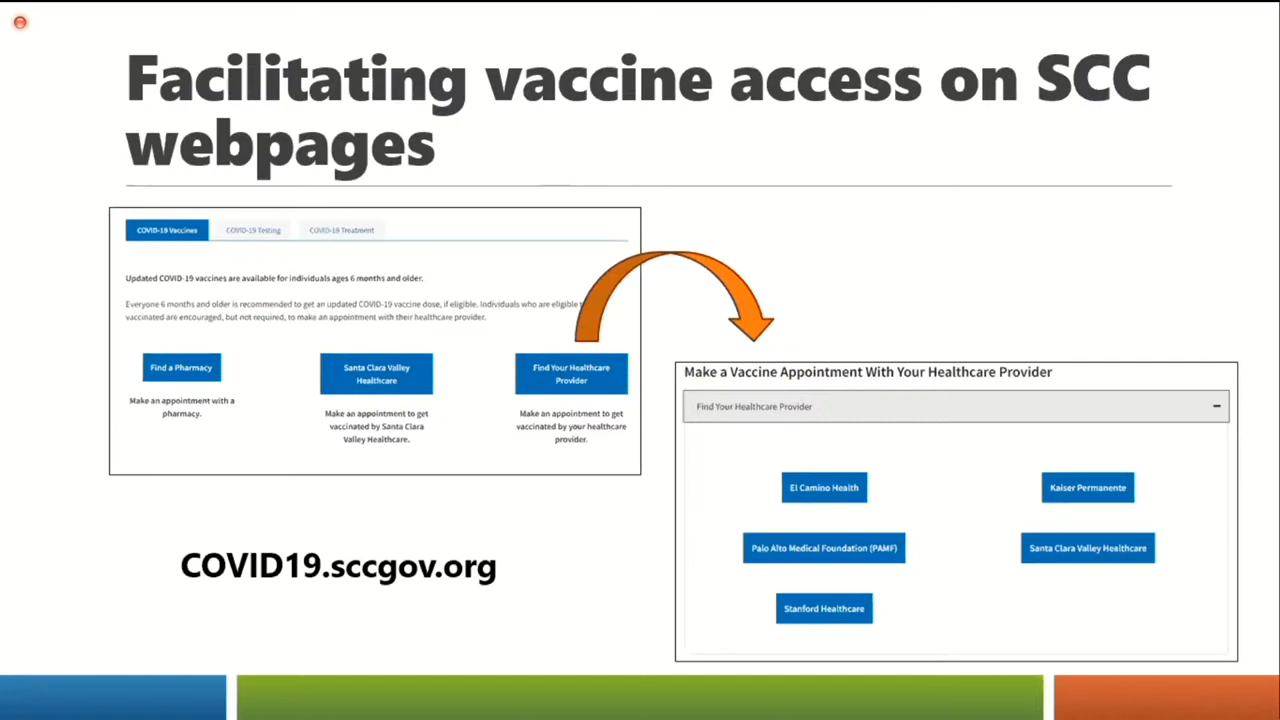 Facilitating vaccine access on SCC
webpages
COVID-19 Vaccines
COVID-19 Testing
COVID-19 Treatment
Updated COVID-19 vaccines are available for individuals ages 6 months and older.
Everyone 6 months and older is recommended to get an updated COVID-19 vaccine dose, if eligible. Individuals who are eligible
vaccinated are encouraged, but not required, to make an appointment with their healthcare provider.
Find a Pharmacy
Make an appointment with a
pharmacy.
Santa Clara Valley
Healthcare
Make an appointment to get
vaccinated by Santa Clara
Valley Healthcare.
Find Your Healthcare
Provider
Make an appointment to get
vaccinated by your healthcare
provider.
Make a Vaccine Appointment With Your Healthcare Provider
Find Your Healthcare Provider
El Camino Health
Kaiser Permanente
Palo Alto Medical Foundation (PAMF)
Santa Clara Valley Healthcare
Stanford Healthcare
COVID19.sccgov.org